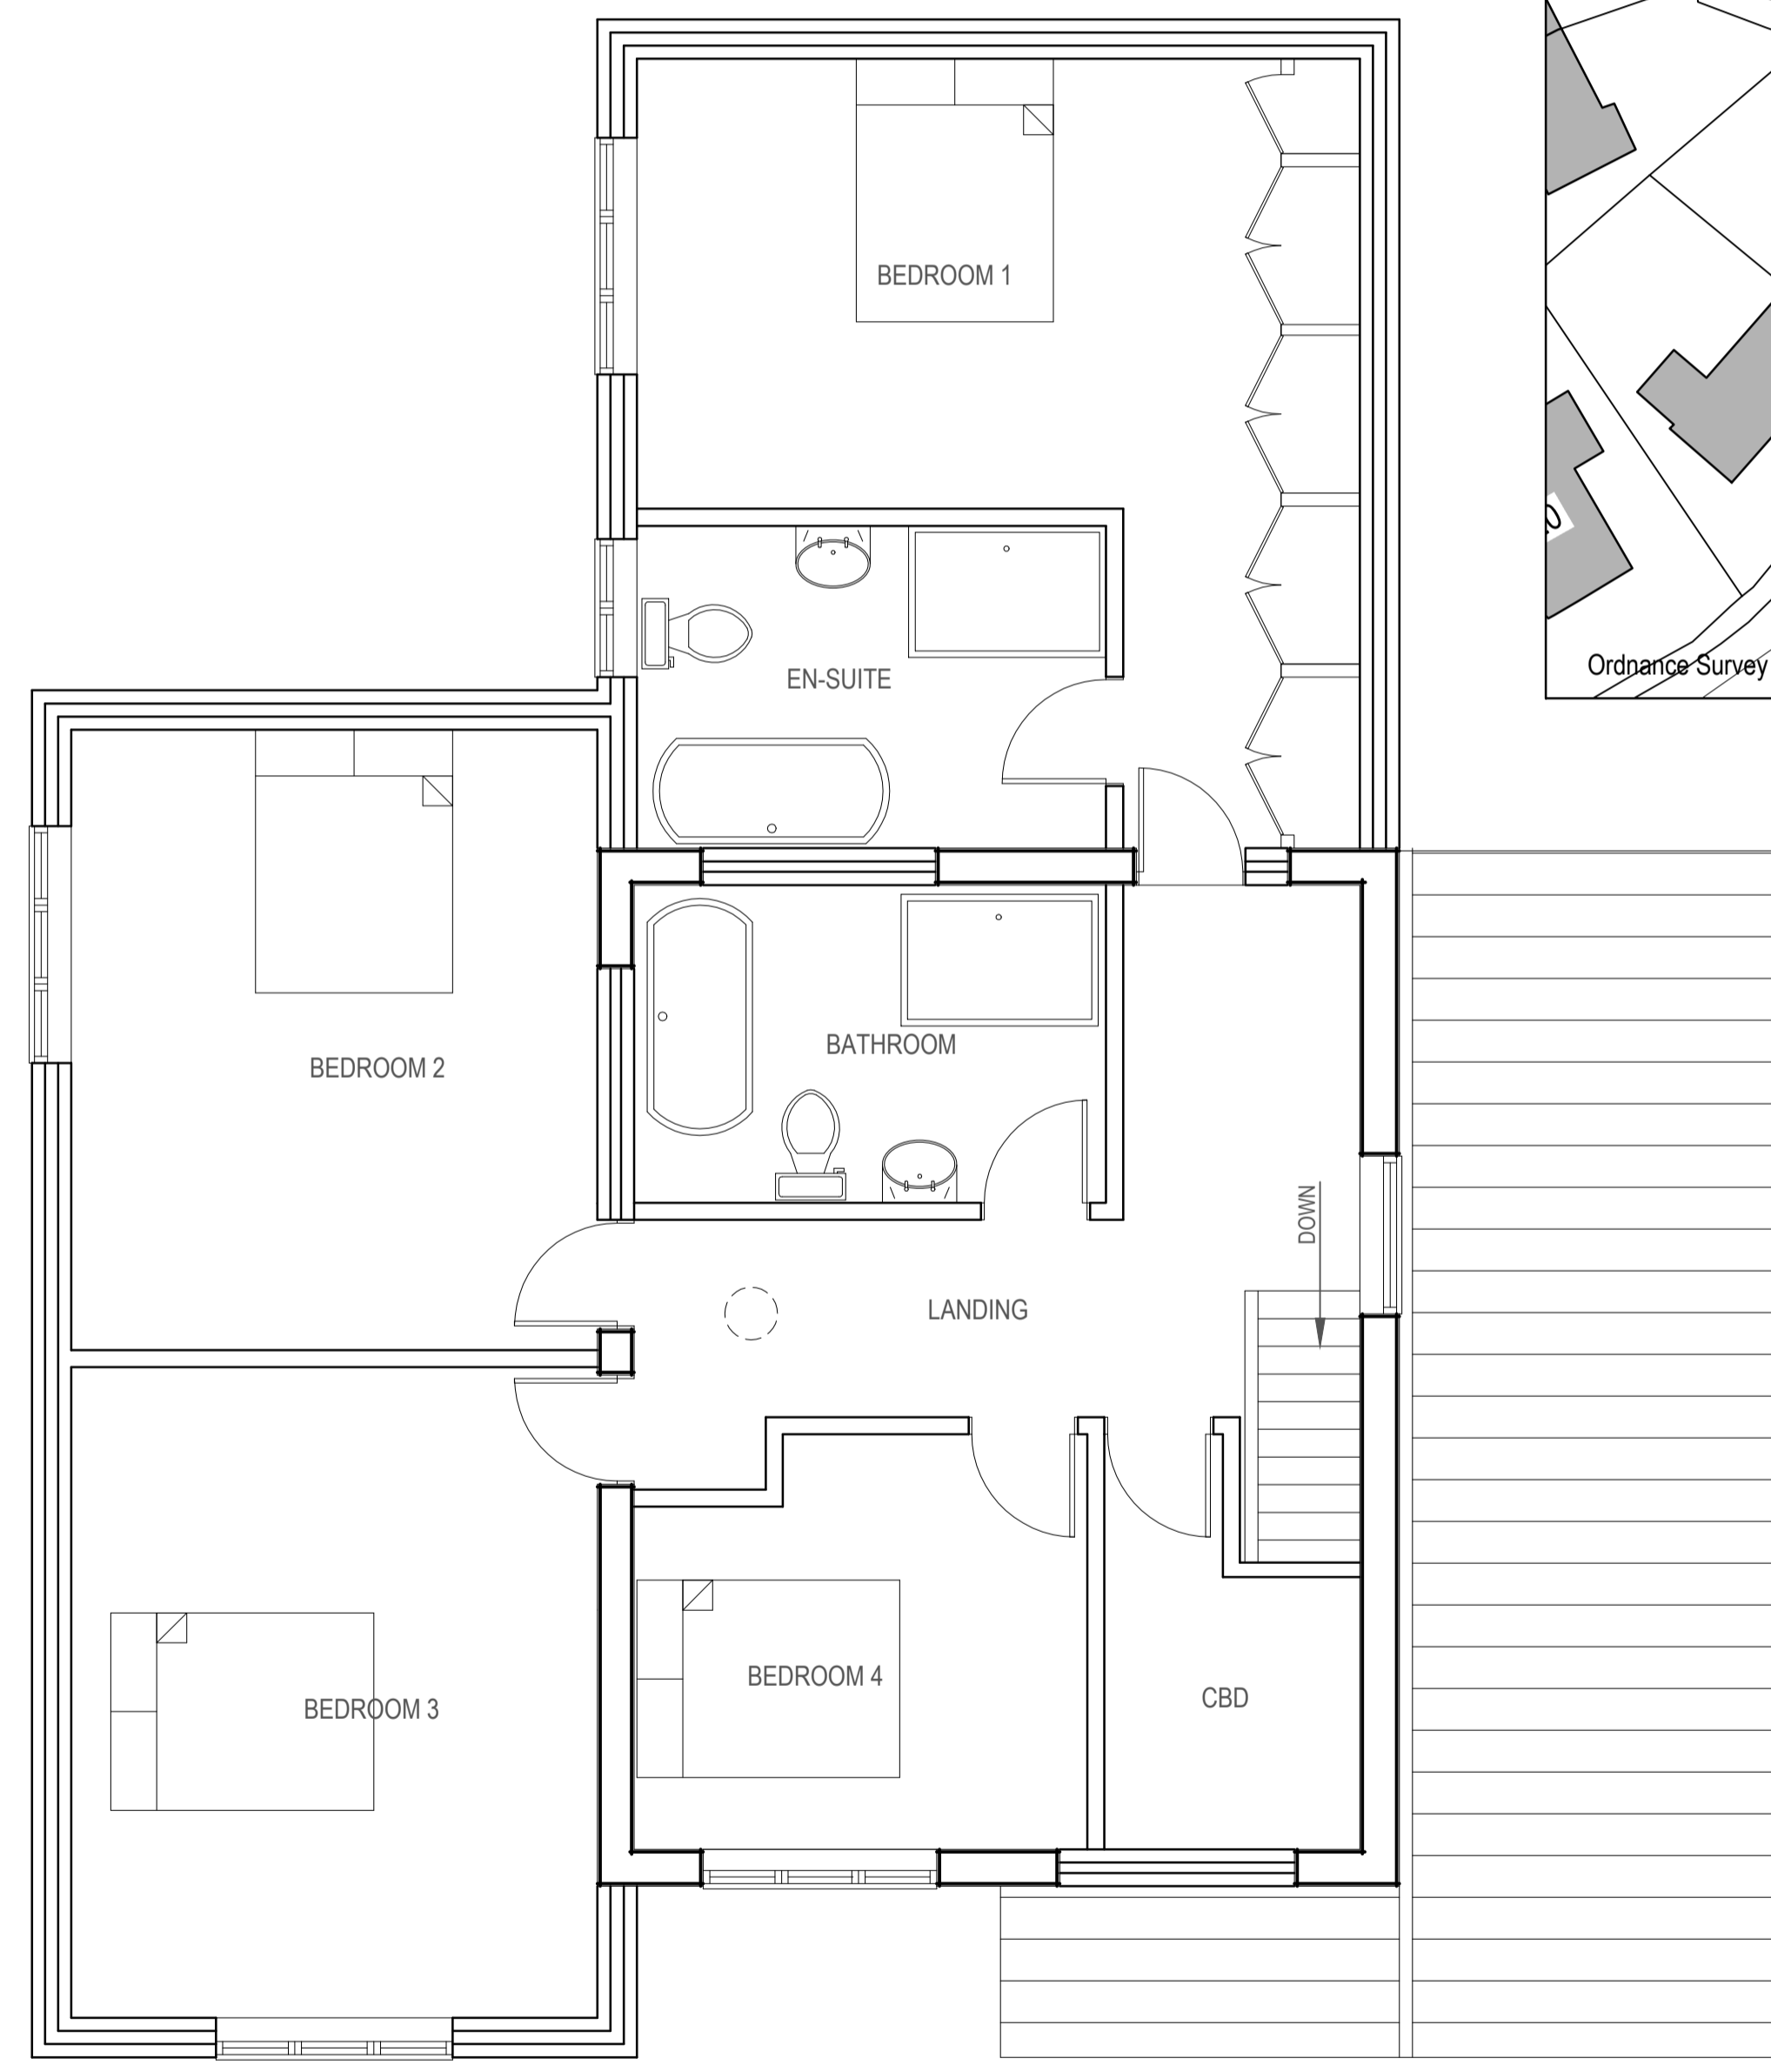 BEDROOM 1
EN-SUITE
Ordnance Survey
BEDROOM 2
BATHROOM
DOWN
LANDING
BEDROOM 3
BEDROOM 4
CBD